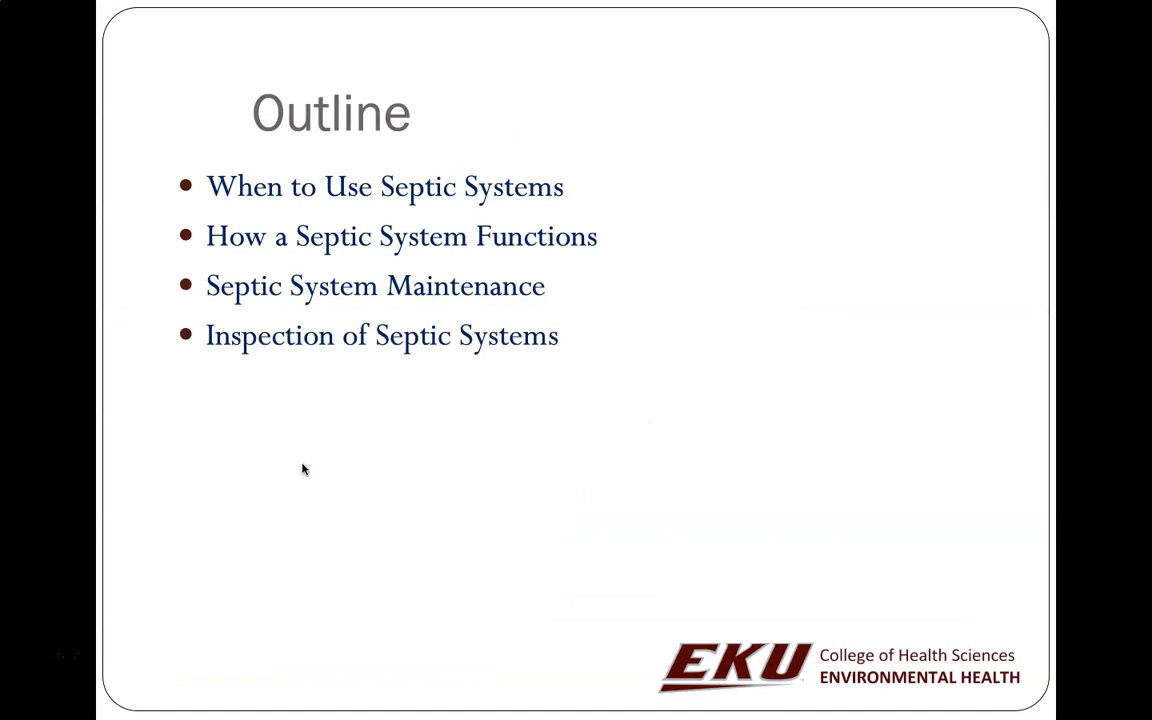 Outline
• When to Use Septic Systems
• How a Septic System Functions
• Septic System Maintenance
• Inspection of Septic Systems
EKU
College of Health Sciences
ENVIRONMENTAL HEALTH